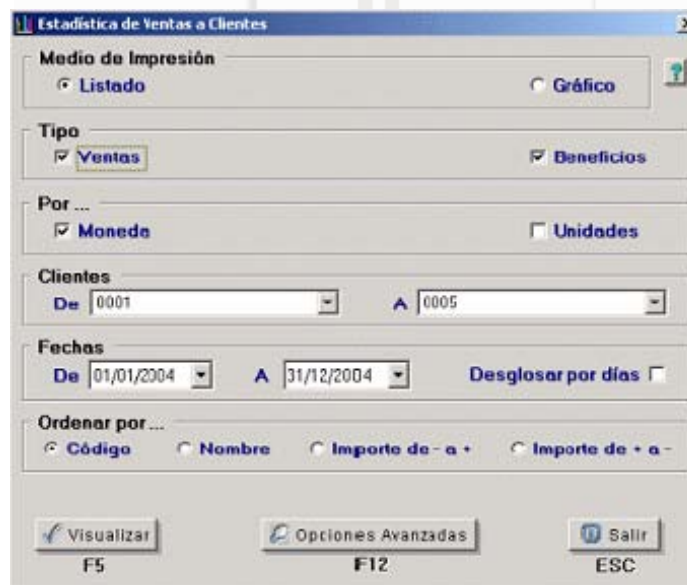 Estadística de Ventas a Clientes
Medio de Impresión
Listado Gráfico
Tipo
Ventas Beneficios
Por ...
Moneda Unidades
Clientes
De 0001 A 0005
Fechas
De 01/01/2004 A 31/12/2004 Desglosar por días
Ordenar por ...
Código Nombre Importe de - a + Importe de + a -
Visualizar Opciones Avanzadas Salir
F5 F12 ESC